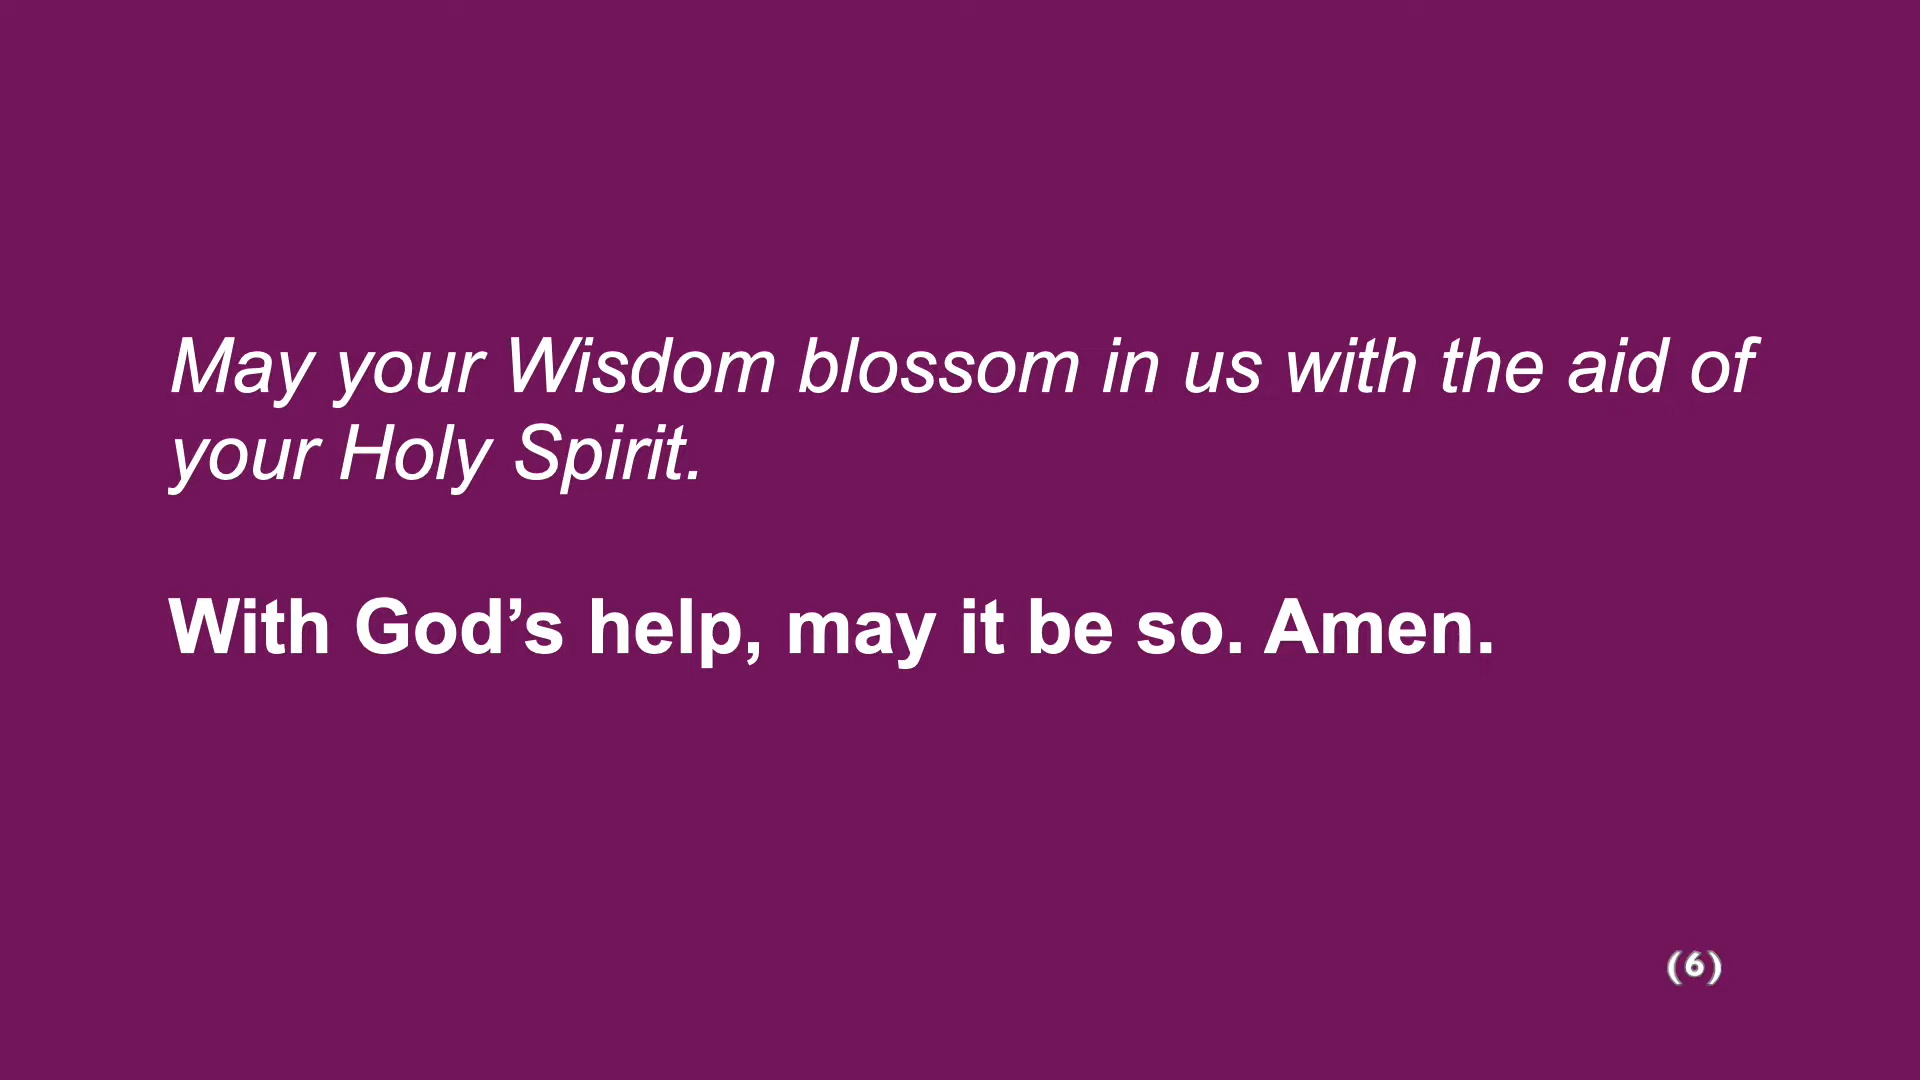 May your Wisdom blossom in us with the aid of
your Holy Spirit.
With God’s help, may it be so. Amen.
(6)